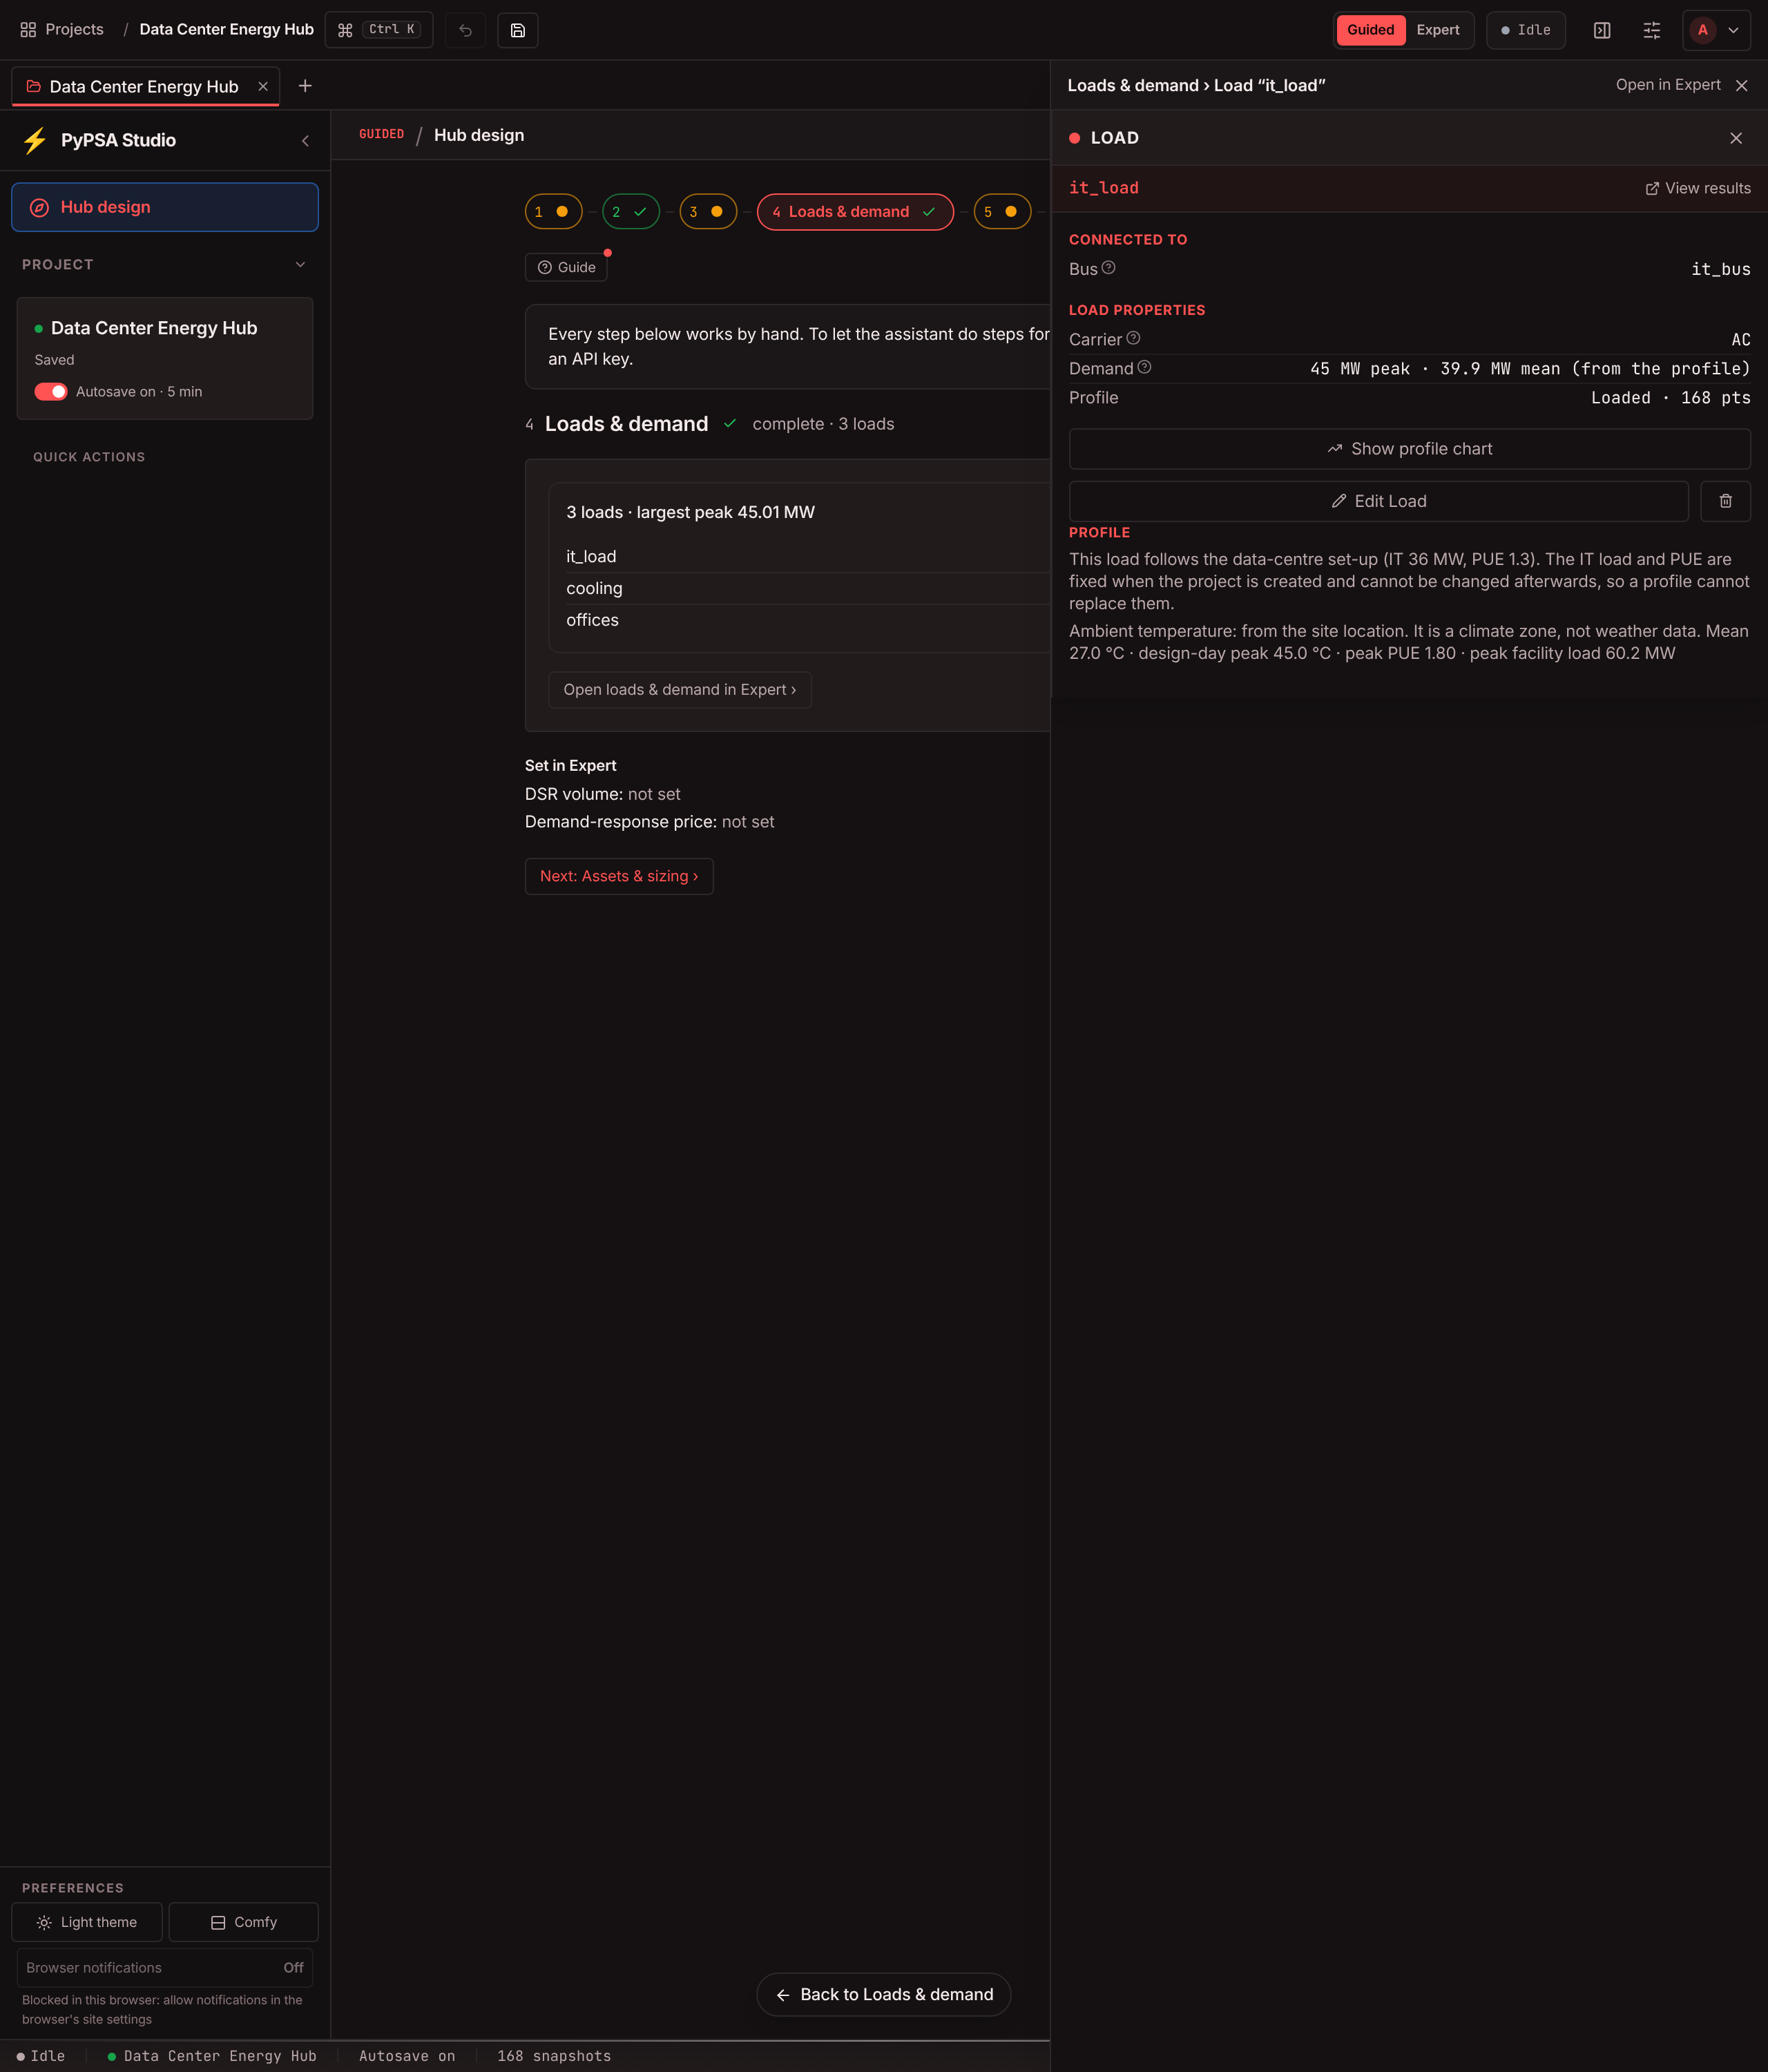 Projects / Data Center Energy Hub ⌘ Ctrl K Guided Expert Idle A
Data Center Energy Hub
PyPSA Studio
Hub design
PROJECT
Data Center Energy Hub
Saved
Autosave on · 5 min
QUICK ACTIONS
PREFERENCES
Light theme Comfy
Browser notifications Off
Blocked in this browser: allow notifications in the
browser's site settings
GUIDED / Hub design
1 2 3 4 Loads & demand 5
Guide
Every step below works by hand. To let the assistant do steps for
an API key.
4 Loads & demand complete · 3 loads
3 loads · largest peak 45.01 MW
it_load
cooling
offices
Open loads & demand in Expert ›
Set in Expert
DSR volume: not set
Demand-response price: not set
Next: Assets & sizing ›
Back to Loads & demand
Loads & demand › Load “it_load” Open in Expert
LOAD
it_load View results
CONNECTED TO
Bus it_bus
LOAD PROPERTIES
Carrier AC
Demand 45 MW peak · 39.9 MW mean (from the profile)
Profile Loaded · 168 pts
Show profile chart
Edit Load
PROFILE
This load follows the data-centre set-up (IT 36 MW, PUE 1.3). The IT load and PUE are
fixed when the project is created and cannot be changed afterwards, so a profile cannot
replace them.
Ambient temperature: from the site location. It is a climate zone, not weather data. Mean
27.0 °C · design-day peak 45.0 °C · peak PUE 1.80 · peak facility load 60.2 MW
Idle Data Center Energy Hub Autosave on 168 snapshots